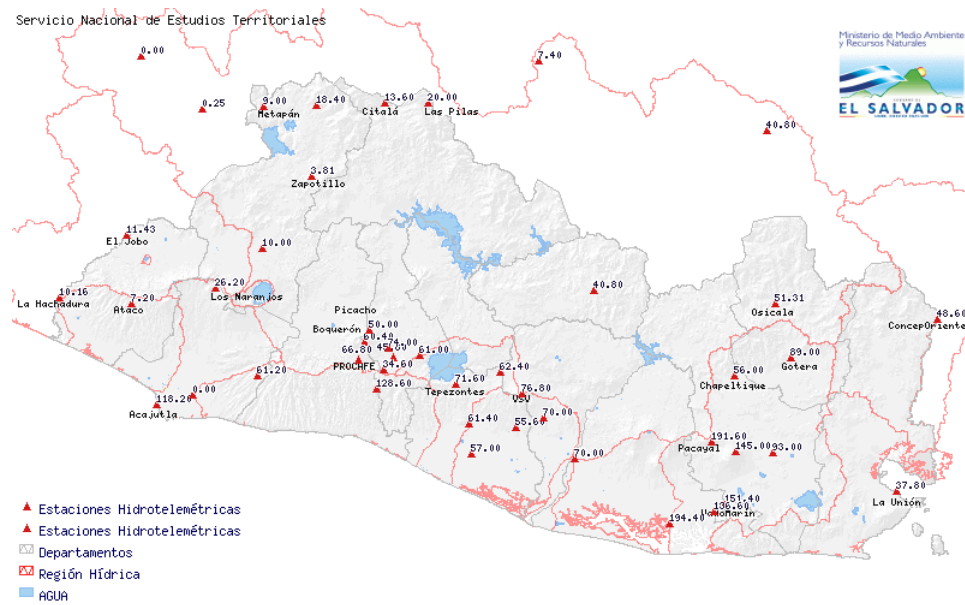 Servicio Nacional de Estudios Territoriales
Ministerio de Medio Ambiente
y Recursos Naturales
EL SALVADOR
0.00
7.40
0.25
9.00
Metapán
18.40
13.60
Citalá
20.00
Las Pilas
40.80
3.81
Zapotillo
11.43
El Jobo
10.00
10.16
La Hachadura
7.20
Ataco
26.20
Los Naranjos
40.80
51.31
Osicala
48.60
ConcepOriente
Picacho
Boquerón
50.00
60.40
74.00
66.80
61.00
PROCAFE
34.60
128.60
71.60
Tepezontes
62.40
76.80
VSV
89.00
Gotera
56.00
Chapeltique
61.20
0.00
118.20
Acajutla
61.40
55.60
70.00
57.00
70.00
191.60
Pacayal
145.00
93.00
151.40
136.60
194.40
37.80
La Unión
Estaciones Hidrotelemétricas
Estaciones Hidrotelemétricas
Departamentos
Región Hídrica
AGUA